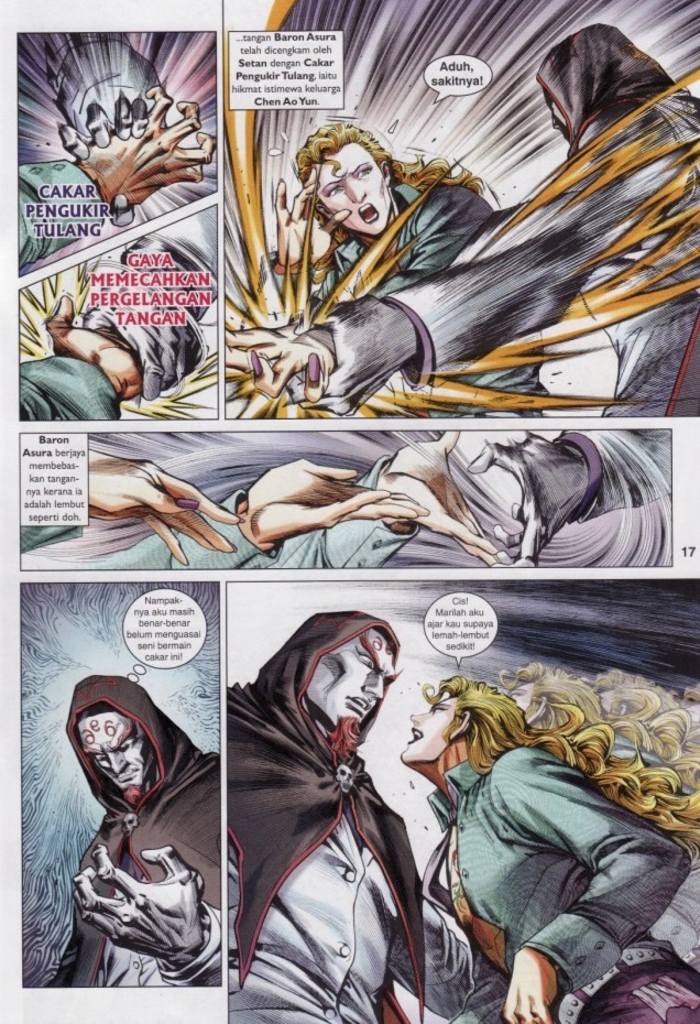 CAKAR
PENGUKIR
TULANG
GAYA
MEMECAHKAN
PERGELANGAN
TANGAN
...tangan Baron Asura
telah dicengkam oleh
Setan dengan Cakar
Pengukir Tulang, iaitu
hikmat istimewa keluarga
Chen Ao Yun.
Aduh,
sakitnya!
Baron
Asura berjaya
membebas-
kan tangan-
nya kerana ia
adalah lembut
seperti doh.
17
Nampak-
nya aku masih
benar-benar
belum menguasai
seni bermain
cakar ini!
Cis!
Marilah aku
ajar kau supaya
lemah-lembut
sedikit!